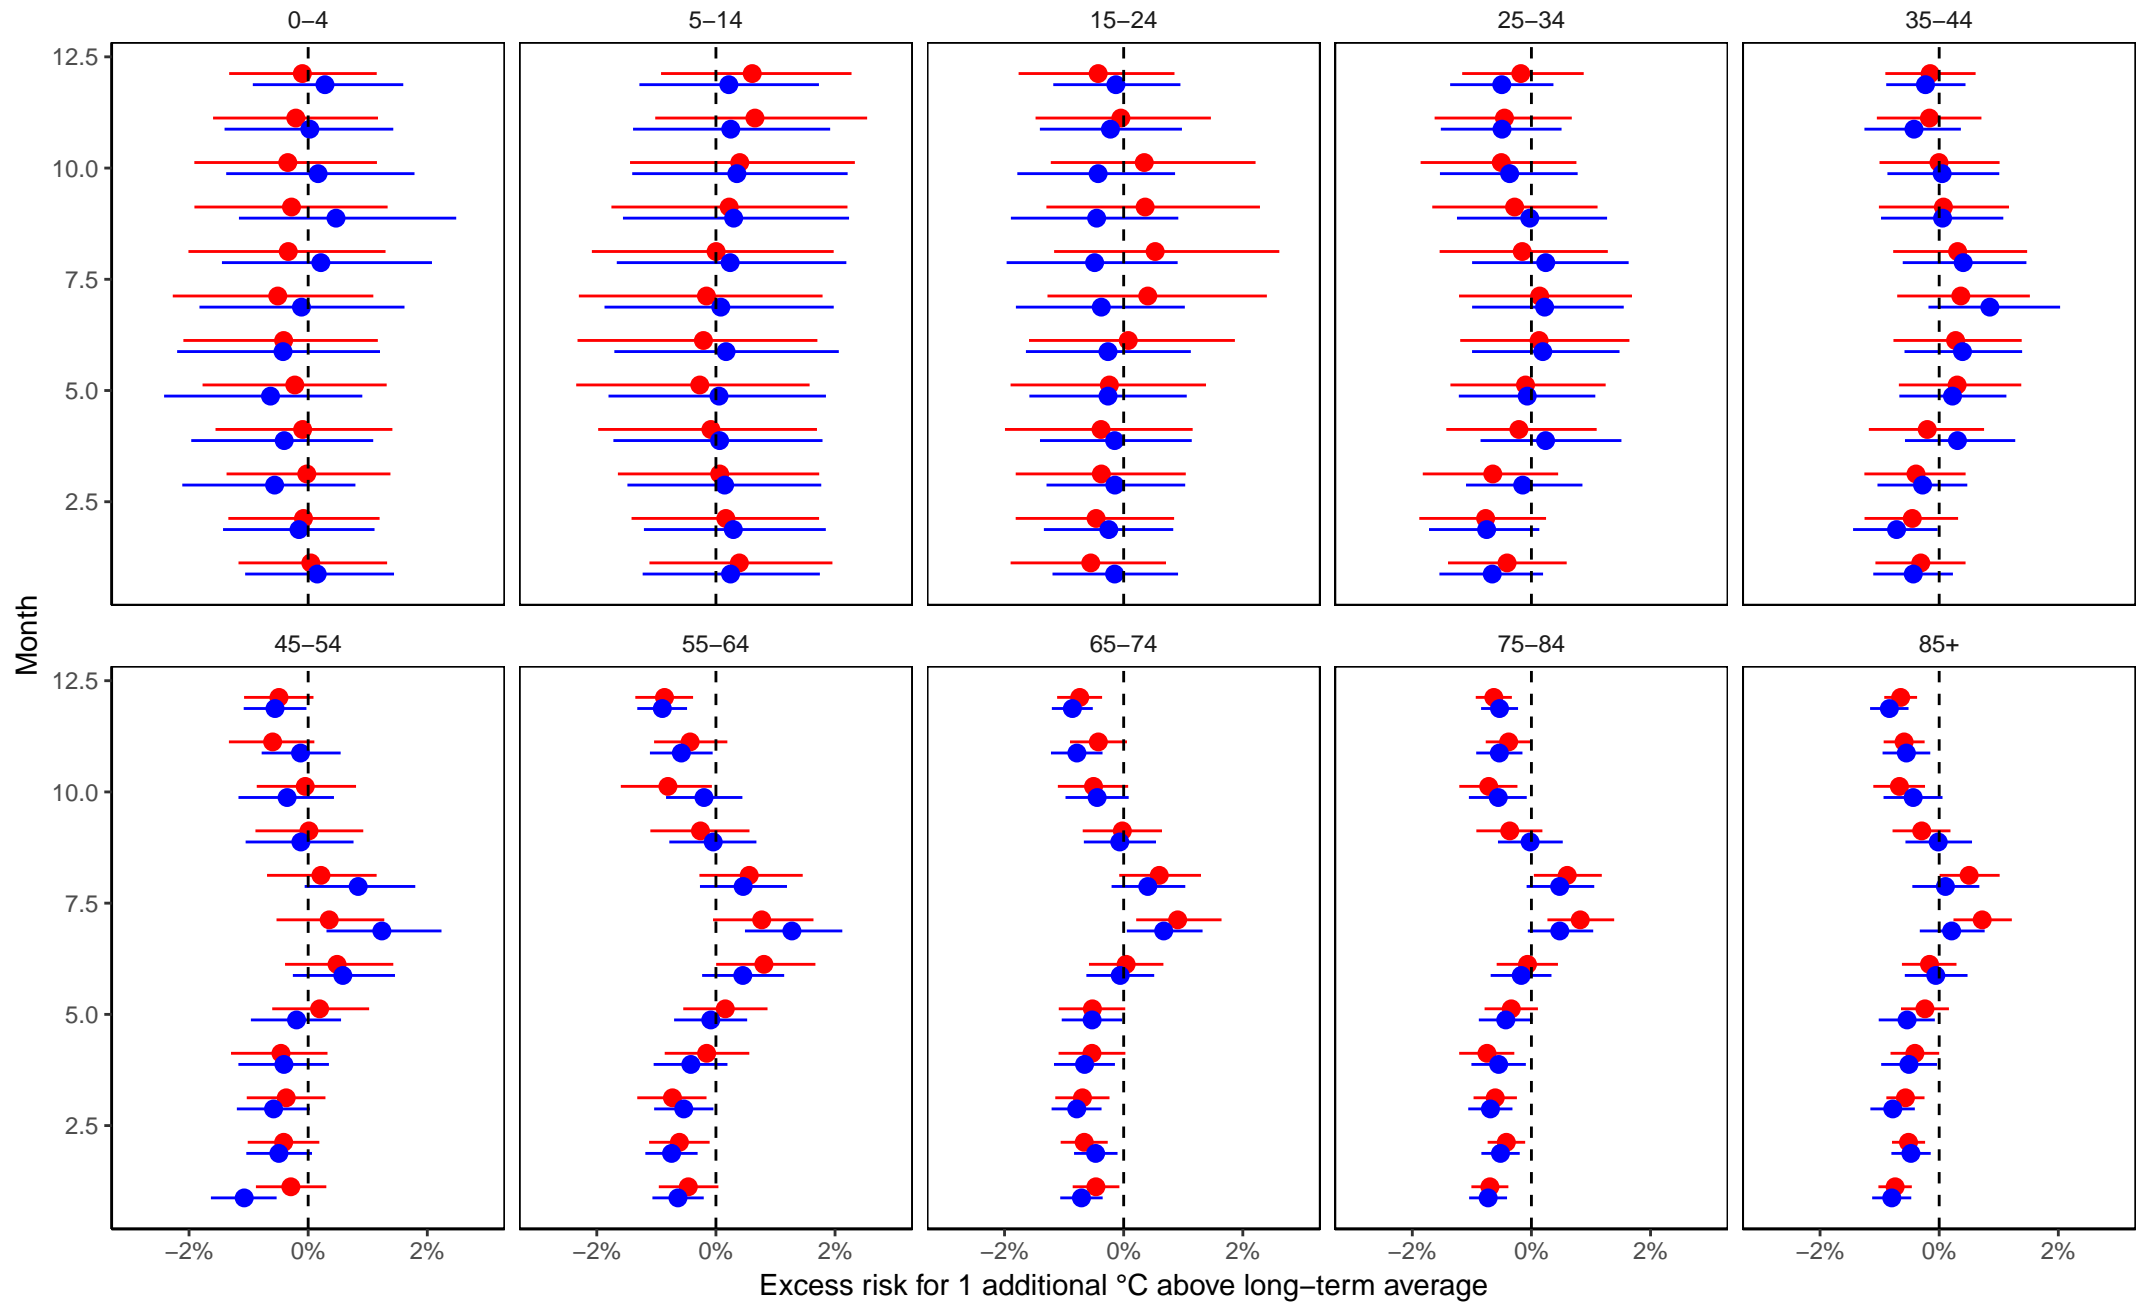 0−4 5−14 15−24 25−34 35−44
12.5
10.0
7.5
5.0
2.5
Month
45−54 55−64 65−74 75−84 85+
12.5
10.0
7.5
5.0
2.5
−2% 0% 2% −2% 0% 2% −2% 0% 2% −2% 0% 2% −2% 0% 2%
Excess risk for 1 additional °C above long−term average